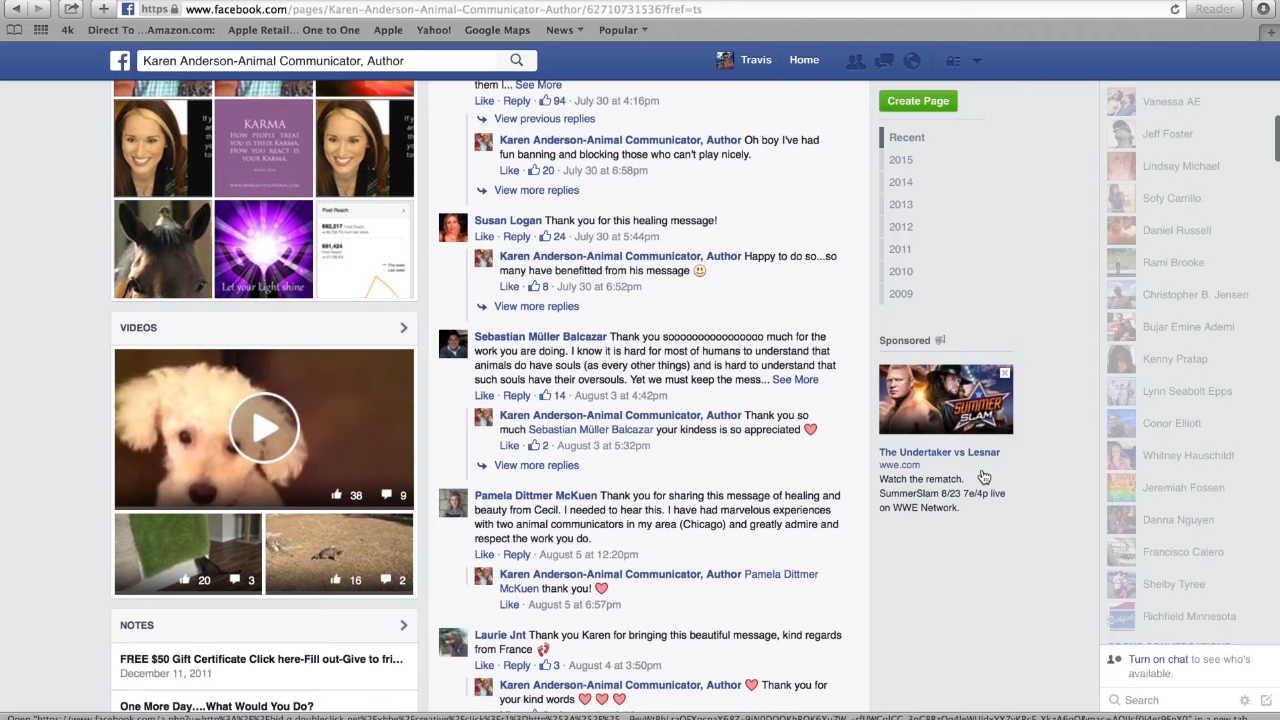 https www.facebook.com/pages/Karen-Anderson-Animal-Communicator-Author/62710731536?fref=ts
Reader
4k Direct To ...Amazon.com: Apple Retail... One to One Apple Yahoo! Google Maps News Popular
Karen Anderson-Animal Communicator, Author
Travis Home
KARMA
HOW PEOPLE TREAT
YOU IS THEIR KARMA.
HOW YOU REACT IS
YOUR KARMA.
Post Reach
692,217
691,424
Let your Light shine
VIDEOS
38 9
20 3
16 2
NOTES
FREE $50 Gift Certificate Click here-Fill out-Give to fri...
December 11, 2011
One More Day....What Would You Do?
them I... See More
Like · Reply · 94 · July 30 at 4:16pm
View previous replies
Karen Anderson-Animal Communicator, Author Oh boy I've had
fun banning and blocking those who can't play nicely.
Like · 20 · July 30 at 6:58pm
View more replies
Susan Logan Thank you for this healing message!
Like · Reply · 24 · July 30 at 5:44pm
Karen Anderson-Animal Communicator, Author Happy to do so...so
many have benefitted from his message
Like · 8 · July 30 at 6:52pm
View more replies
Sebastian Müller Balcazar Thank you soooooooooooooooo much for the
work you are doing. I know it is hard for most of humans to understand that
animals do have souls (as every other things) and is hard to understand that
such souls have their oversouls. Yet we must keep the mess... See More
Like · Reply · 14 · August 3 at 4:42pm
Karen Anderson-Animal Communicator, Author Thank you so
much Sebastian Müller Balcazar your kindess is so appreciated
Like · 2 · August 3 at 5:32pm
View more replies
Pamela Dittmer McKuen Thank you for sharing this message of healing and
beauty from Cecil. I needed to hear this. I have had marvelous experiences
with two animal communicators in my area (Chicago) and greatly admire and
respect the work you do.
Like · Reply · August 5 at 12:20pm
Karen Anderson-Animal Communicator, Author Pamela Dittmer
McKuen thank you!
Like · August 5 at 6:57pm
Laurie Jnt Thank you Karen for bringing this beautiful message, kind regards
from France
Like · Reply · 3 · August 4 at 3:50pm
Karen Anderson-Animal Communicator, Author Thank you for
your kind words
Create Page
Recent
2015
2014
2013
2012
2011
2010
2009
Sponsored
SUMMER
SLAM
The Undertaker vs Lesnar
wwe.com
Watch the rematch.
SummerSlam 8/23 7e/4p live
on WWE Network.
Vanessa AE
Jeff Foster
Lindsay Michael
Sofy Carrillo
Daniel Russell
Rami Brooke
Christopher B. Jensen
Bujar Emine Ademi
Kenny Pratap
Lynn Seabolt Epps
Conor Elliott
Whitney Hauschildt
Jeremiah Fossen
Danna Nguyen
Francisco Calero
Shelby Tyree
Richfield Minnesota
Turn on chat to see who's
available.
Search